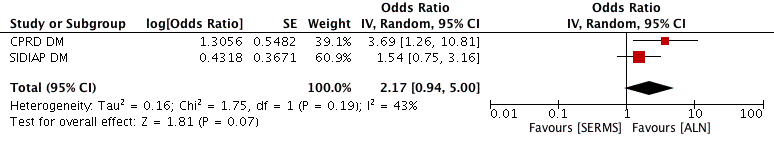 Odds Ratio Odds Ratio
Study or Subgroup log[Odds Ratio] SE Weight IV, Random, 95% CI IV, Random, 95% CI
CPRD DM 1.3056 0.5482 39.1% 3.69 [1.26, 10.81]
SIDIAP DM 0.4318 0.3671 60.9% 1.54 [0.75, 3.16]
Total (95% CI) 100.0% 2.17 [0.94, 5.00]
Heterogeneity: Tau² = 0.16; Chi² = 1.75, df = 1 (P = 0.19); I² = 43%
Test for overall effect: Z = 1.81 (P = 0.07)
0.01 0.1 1 10 100
Favours [SERMS] Favours [ALN]